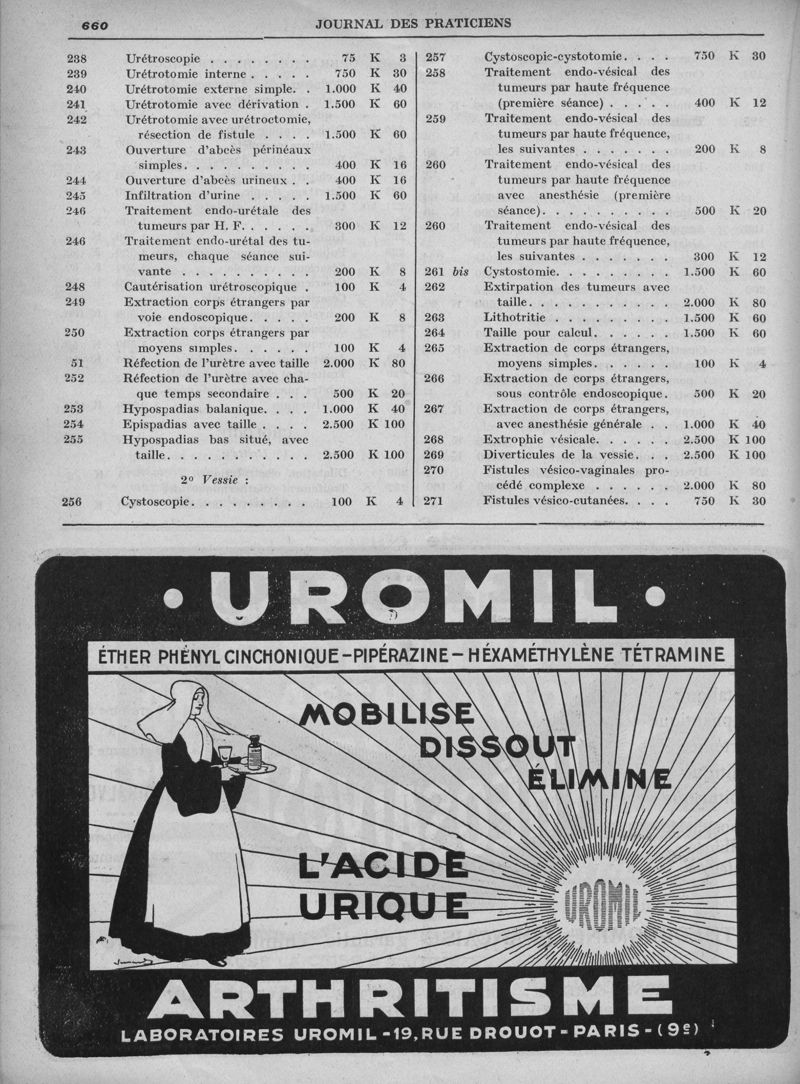 660
JOURNAL DES PRATICIENS
238 Urétroscopie . . . . . . . . 75 K 3
239 Urétrotomie interne . . . . . 750 K 30
240 Urétrotomie externe simple. . 1.000 K 40
241 Urétrotomie avec dérivation . 1.500 K 60
242 Urétrotomie avec urétroctomie,
résection de fistule . . . . 1.500 K 60
243 Ouverture d'abcès périnéaux
simples. . . . . . . . . . 400 K 16
244 Ouverture d'abcès urineux . . 400 K 16
245 Infiltration d'urine . . . . . 1.500 K 60
246 Traitement endo-urétale des
tumeurs par H. F. . . . . . 300 K 12
246 Traitement endo-urétal des tu-
meurs, chaque séance sui-
vante . . . . . . . . . . 200 K 8
248 Cautérisation urétroscopique . 100 K 4
249 Extraction corps étrangers par
voie endoscopique. . . . . 200 K 8
250 Extraction corps étrangers par
moyens simples. . . . . . 100 K 4
51 Réfection de l'urètre avec taille 2.000 K 80
252 Réfection de l'urètre avec cha-
que temps secondaire . . . 500 K 20
253 Hypospadias balanique. . . . 1.000 K 40
254 Epispadias avec taille . . . . 2.500 K 100
255 Hypospadias bas situé, avec
taille. . . . . . . . . . . 2.500 K 100
2º Vessie :
256 Cystoscopie. . . . . . . . . 100 K 4
257 Cystoscopic-cystotomie. . . . 750 K 30
258 Traitement endo-vésical des
tumeurs par haute fréquence
(première séance) . . . . . 400 K 12
259 Traitement endo-vésical des
tumeurs par haute fréquence,
les suivantes . . . . . . . 200 K 8
260 Traitement endo-vésical des
tumeurs par haute fréquence
avec anesthésie (première
séance). . . . . . . . . . 500 K 20
260 Traitement endo-vésical des
tumeurs par haute fréquence,
les suivantes . . . . . . . 300 K 12
261 bis Cystostomie. . . . . . . . 1.500 K 60
262 Extirpation des tumeurs avec
taille. . . . . . . . . . . 2.000 K 80
263 Lithotritie . . . . . . . . . 1.500 K 60
264 Taille pour calcul. . . . . . 1.500 K 60
265 Extraction de corps étrangers,
moyens simples. . . . . . 100 K 4
266 Extraction de corps étrangers,
sous contrôle endoscopique. 500 K 20
267 Extraction de corps étrangers,
avec anesthésie générale . . 1.000 K 40
268 Extrophie vésicale. . . . . . 2.500 K 100
269 Diverticules de la vessie. . . 2.500 K 100
270 Fistules vésico-vaginales pro-
cédé complexe . . . . . . 2.000 K 80
271 Fistules vésico-cutanées. . . . 750 K 30
· UROMIL ·
ÉTHER PHÉNYL CINCHONIQUE - PIPÉRAZINE - HÉXAMÉTHYLÈNE TÉTRAMINE
MOBILISE
DISSOUT
ÉLIMINE
L'ACIDE
URIQUE
UROMIL
ARTHRITISME
LABORATOIRES UROMIL - 19, RUE DROUOT - PARIS - (9e)